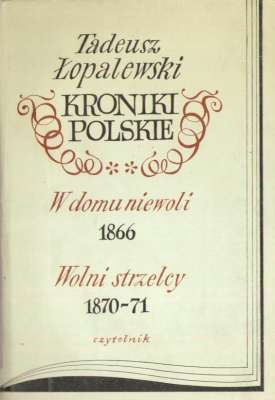 Tadeusz
Łopalewski
KRONIKI
POLSKIE
**
W domu niewoli
1866
Wolni strzelcy
1870-71
czytelnik